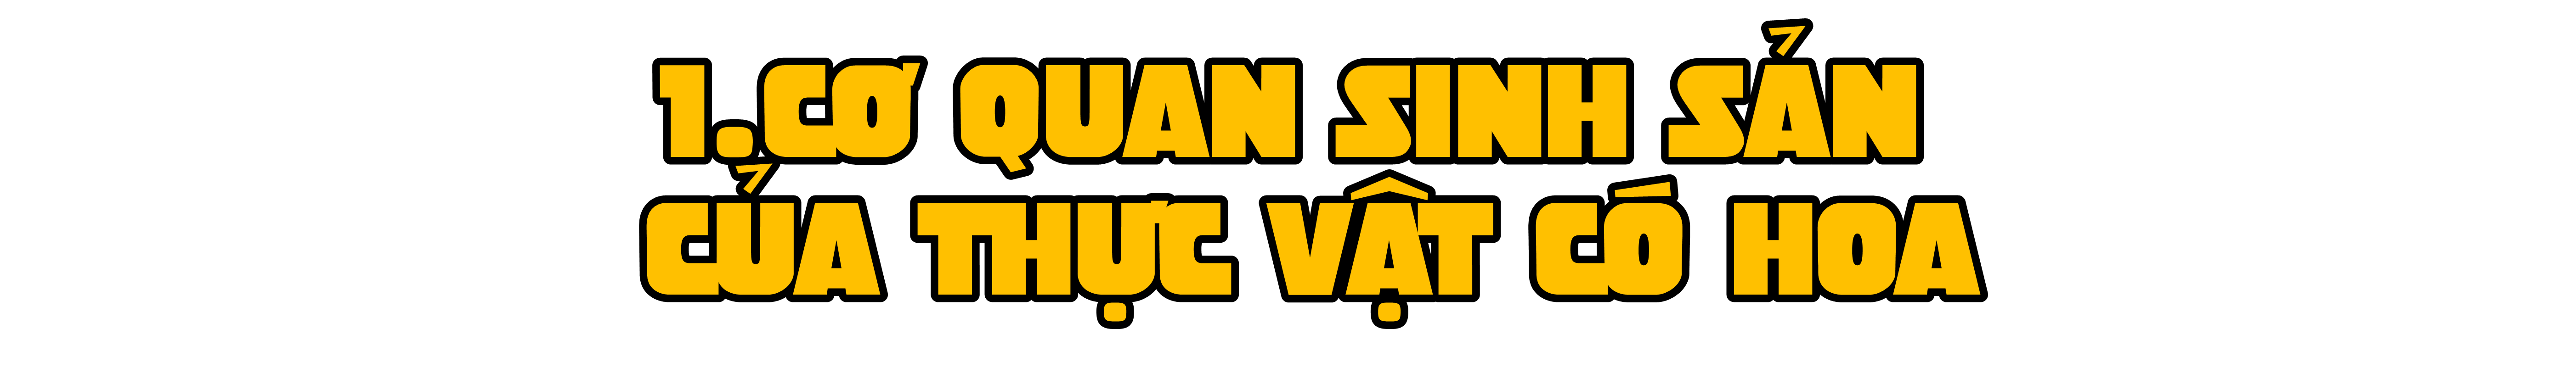 1.CƠ QUAN SINH SẢN
CỦA THỰC VẬT CÓ HOA